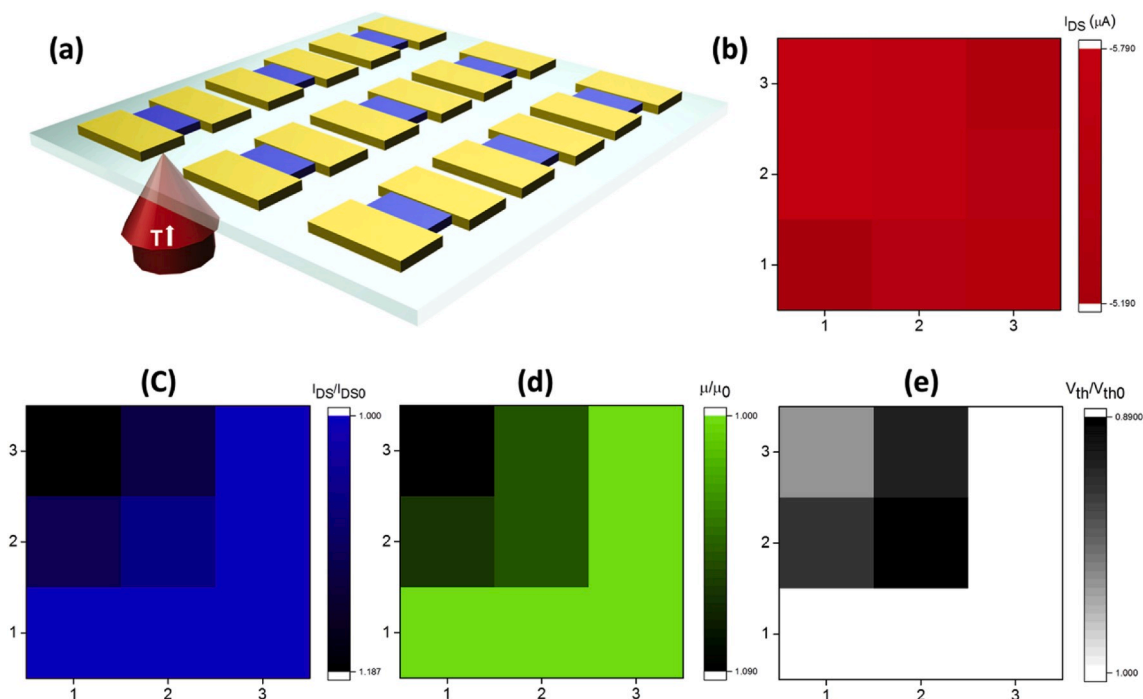 (a)
T↑
(b)
I_DS (μA)
-5.790
-5.190
3
2
1
1 2 3
(C)
I_DS/I_DS0
1.000
1.187
3
2
1
1 2 3
(d)
μ/μ_0
1.000
1.090
3
2
1
1 2 3
(e)
V_th/V_th0
0.8900
1.000
3
2
1
1 2 3